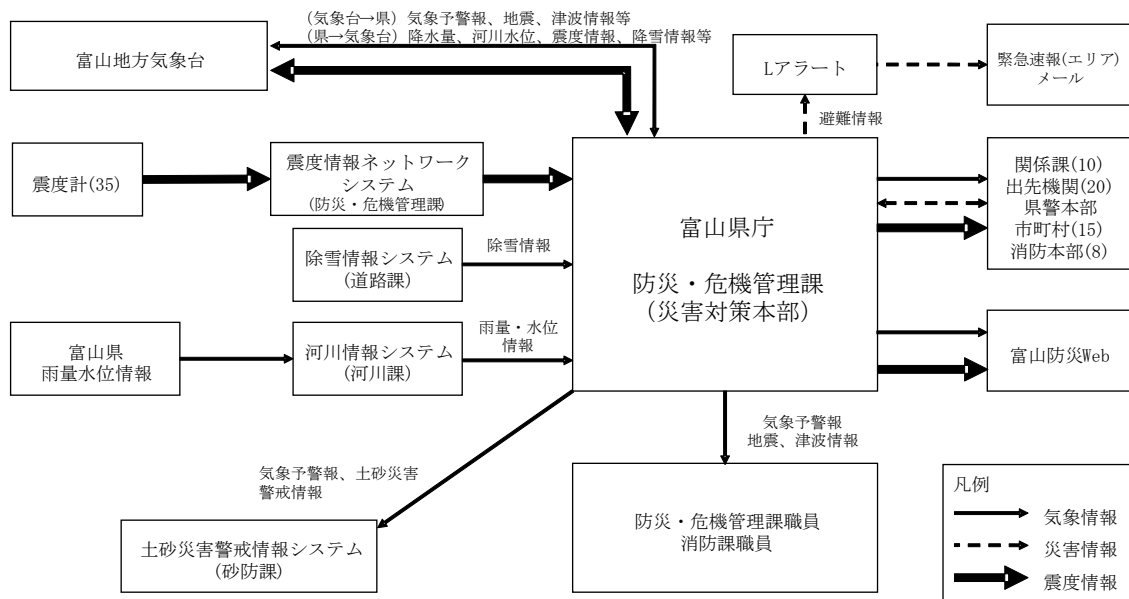 (気象台→県) 気象予警報、地震、津波情報等
(県→気象台) 降水量、河川水位、震度情報、降雪情報等
富山地方気象台
Lアラート
緊急速報(エリア)
メール
避難情報
震度計(35)
震度情報ネットワーク
システム
(防災・危機管理課)
関係課(10)
出先機関(20)
県警本部
市町村(15)
消防本部(8)
富山県庁
防災・危機管理課
(災害対策本部)
除雪情報システム
(道路課)
除雪情報
富山県
雨量水位情報
河川情報システム
(河川課)
雨量・水位
情報
富山防災Web
気象予警報
地震、津波情報
気象予警報、土砂災害
警戒情報
土砂災害警戒情報システム
(砂防課)
防災・危機管理課職員
消防課職員
凡例
気象情報
災害情報
震度情報